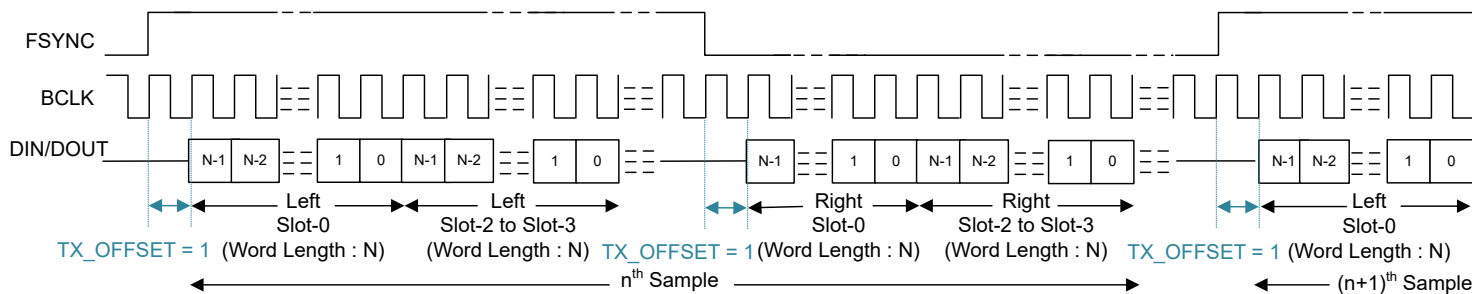 FSYNC
BCLK
DIN/DOUT
N-1 N-2 1 0 N-1 N-2 1 0 N-1 1 0 N-1 N-2 1 0 N-1 N-2 1 0
Left Left Right Right Left
Slot-0 Slot-2 to Slot-3 Slot-0 Slot-2 to Slot-3 Slot-0
TX_OFFSET = 1 (Word Length : N) (Word Length : N) TX_OFFSET = 1 (Word Length : N) (Word Length : N) TX_OFFSET = 1 (Word Length : N)
nth Sample (n+1)th Sample